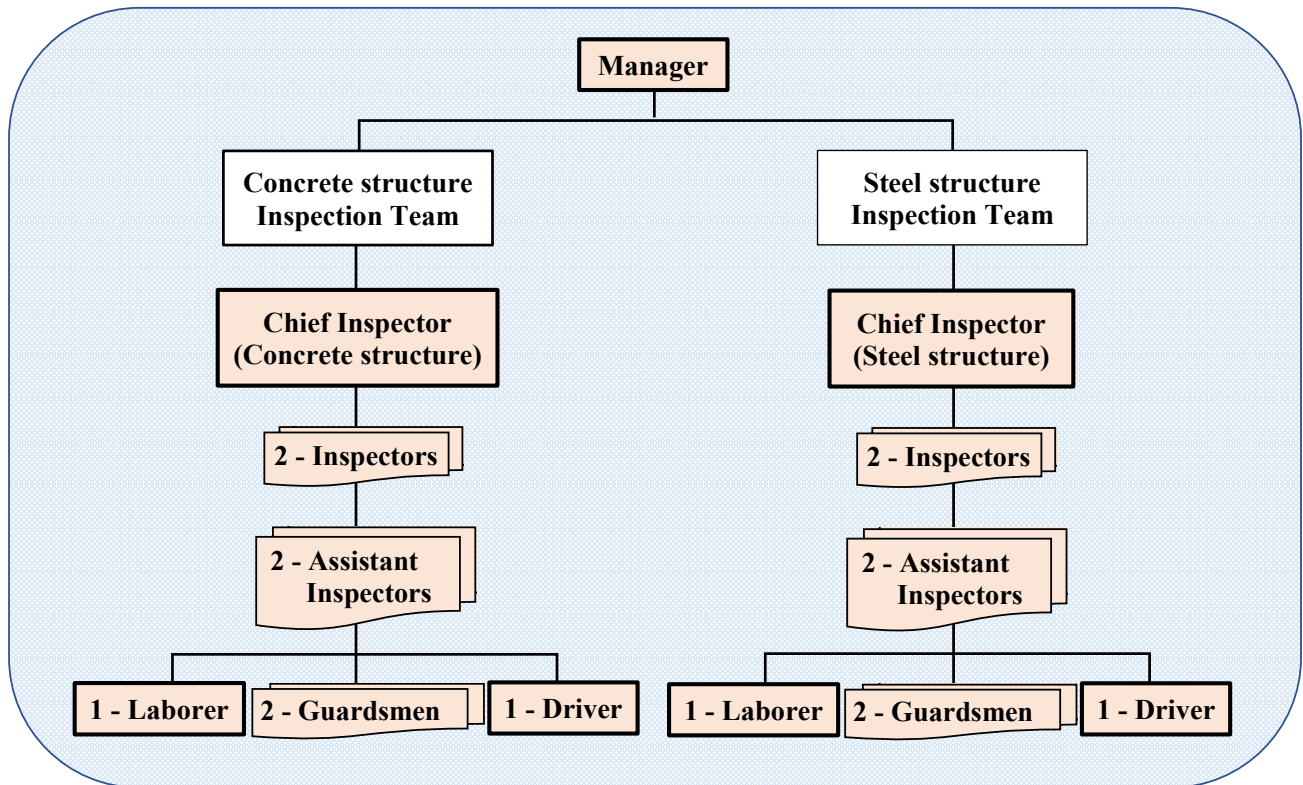 Manager
Concrete structure
Inspection Team
Steel structure
Inspection Team
Chief Inspector
(Concrete structure)
Chief Inspector
(Steel structure)
2 - Inspectors
2 - Inspectors
2 - Assistant
Inspectors
2 - Assistant
Inspectors
1 - Laborer
2 - Guardsmen
1 - Driver
1 - Laborer
2 - Guardsmen
1 - Driver